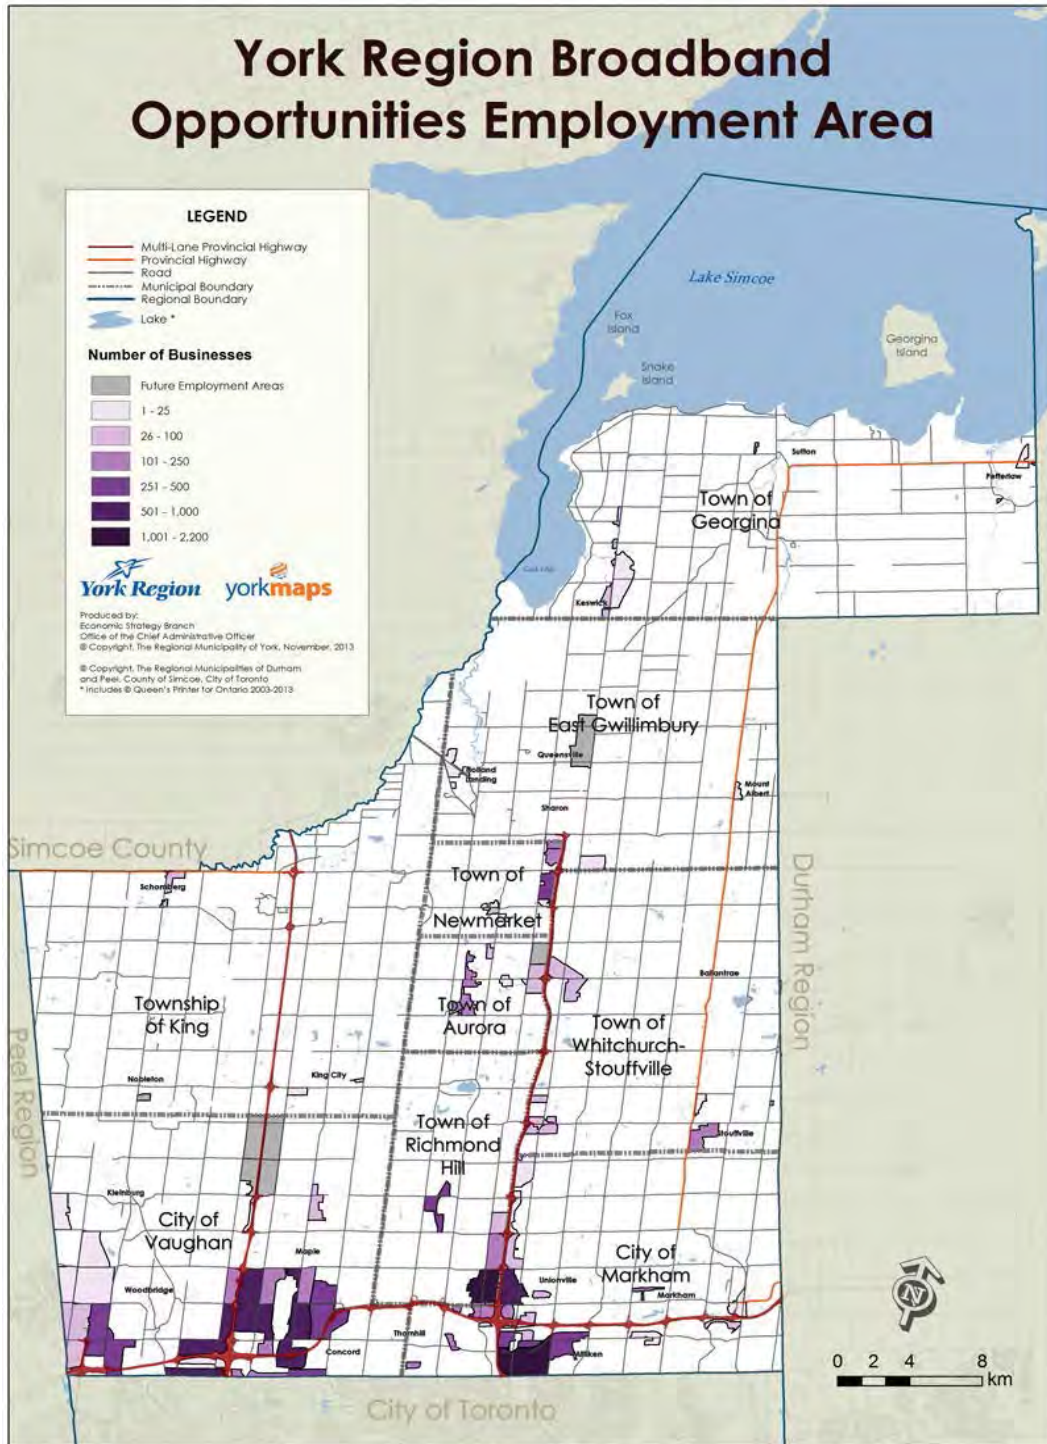 York Region Broadband
Opportunities Employment Area
LEGEND
Multi-Lane Provincial Highway
Provincial Highway
Road
Municipal Boundary
Regional Boundary
Lake *
Number of Businesses
Future Employment Areas
1 - 25
26 - 100
101 - 250
251 - 500
501 - 1,000
1,001 - 2,200
York Region
yorkmaps
Produced by:
Economic Strategy Branch
Office of the Chief Administrative Officer
© Copyright, The Regional Municipality of York, November, 2013
© Copyright, The Regional Municipalities of Durham
and Peel, County of Simcoe, City of Toronto
* Includes © Queen's Printer for Ontario 2003-2013
Lake Simcoe
Fox
Island
Snake
Island
Georgina
Island
Sutton
Pefferlaw
Town of
Georgina
Keswick
Town of
East Gwillimbury
Queensville
Holland
Landing
Mount
Albert
Sharon
Simcoe County
Schomberg
Town of
Newmarket
Durham Region
Ballantrae
Township
of King
Town of
Aurora
Town of
Whitchurch-
Stouffville
Peel Region
Nobleton
King City
Town of
Richmond
Hill
Stouffville
Kleinburg
City of
Vaughan
Maple
City of
Markham
Unionville
Markham
Woodbridge
Thornhill
Concord
Milliken
N
0 2 4 8
km
City of Toronto